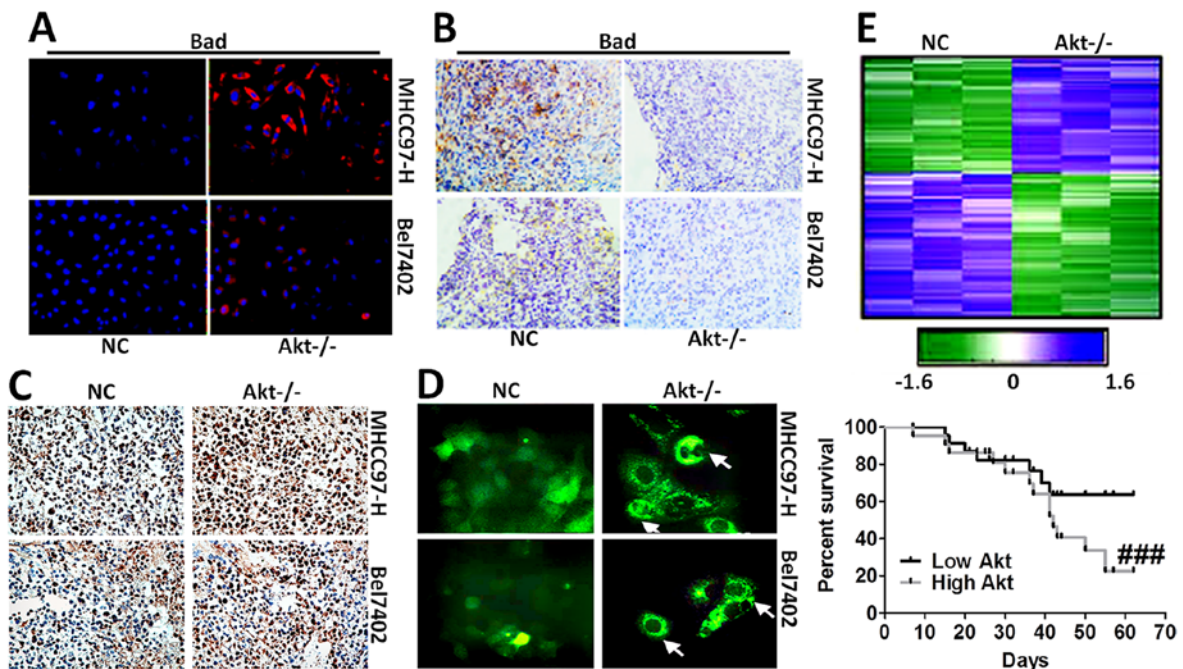 A
Bad
MHCC97-H
Bel7402
NC
Akt-/-
B
Bad
MHCC97-H
Bel7402
NC
Akt-/-
C
NC
Akt-/-
MHCC97-H
Bel7402
D
NC
Akt-/-
MHCC97-H
Bel7402
E
NC
Akt-/-
-1.6
0
1.6
Percent survival
100
80
60
40
20
0
Low Akt
High Akt
###
0 10 20 30 40 50 60 70
Days